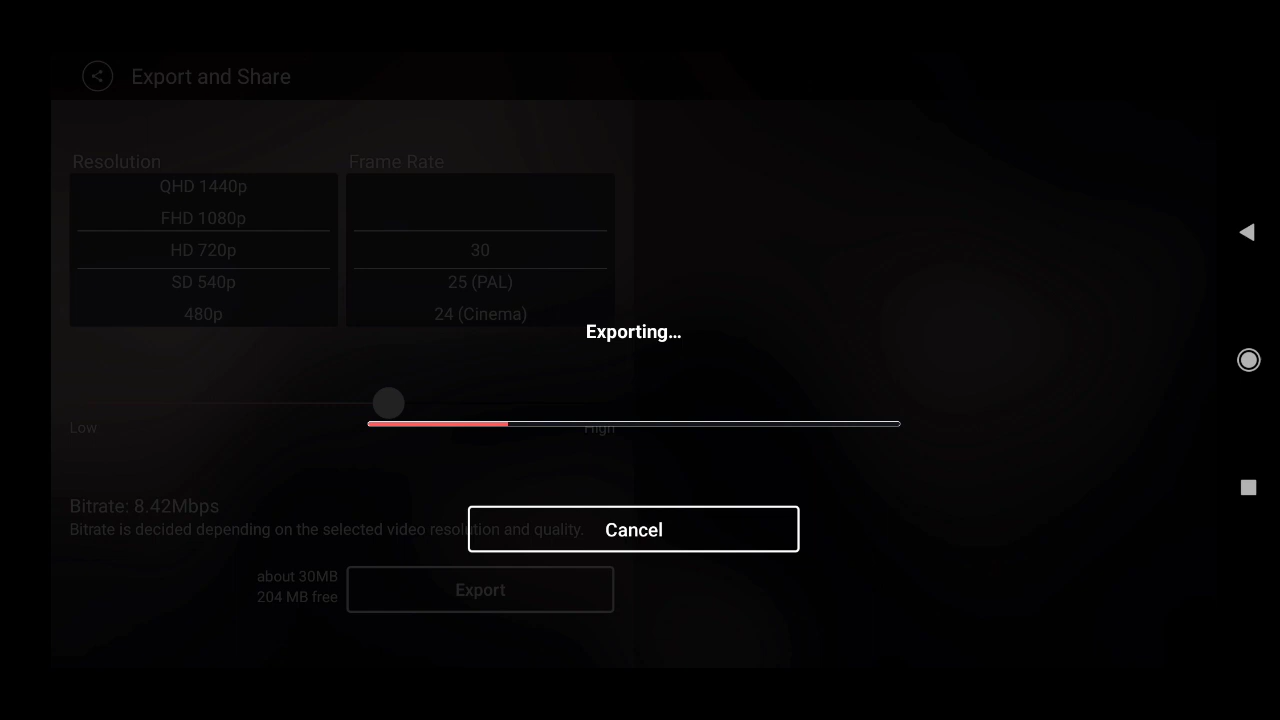 Export and Share
Resolution
Frame Rate
QHD 1440p
FHD 1080p
HD 720p
SD 540p
480p
30
25 (PAL)
24 (Cinema)
Exporting...
Low
High
Bitrate: 8.42Mbps
Bitrate is decided depending on the selected video resolution and quality.
Cancel
about 30MB
204 MB free
Export